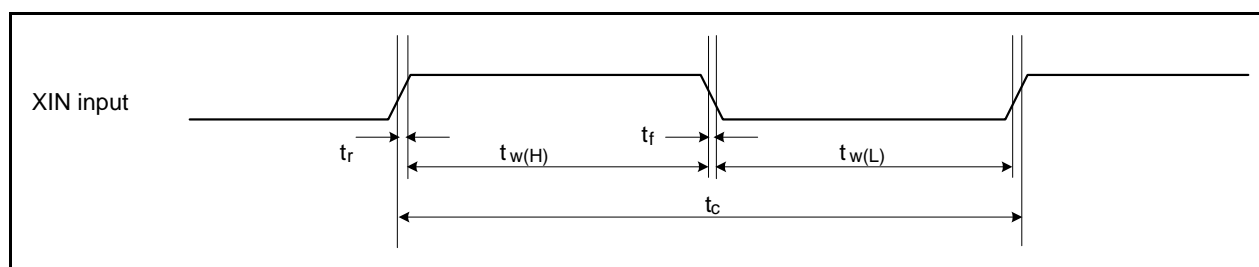 XIN input
tr
tw(H)
tf
tw(L)
tc